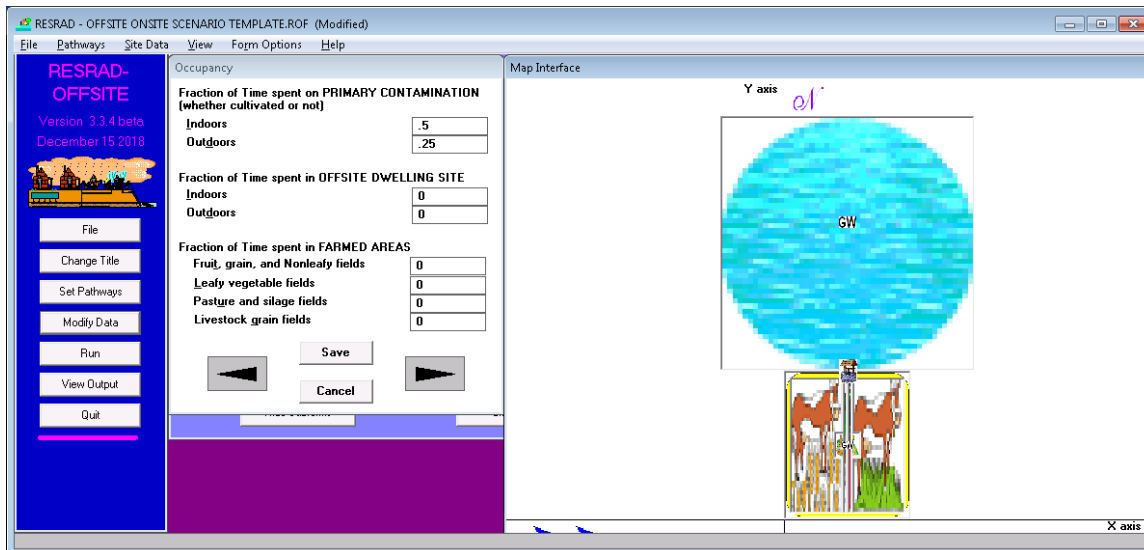 RESRAD - OFFSITE ONSITE SCENARIO TEMPLATE.ROF (Modified)
File Pathways Site Data View Form Options Help
RESRAD-
OFFSITE
Version 3.3.4 beta
December 15 2018
File
Change Title
Set Pathways
Modify Data
Run
View Output
Quit
Occupancy
Fraction of Time spent on PRIMARY CONTAMINATION
(whether cultivated or not)
Indoors .5
Outdoors .25
Fraction of Time spent in OFFSITE DWELLING SITE
Indoors 0
Outdoors 0
Fraction of Time spent in FARMED AREAS
Fruit, grain, and Nonleafy fields 0
Leafy vegetable fields 0
Pasture and silage fields 0
Livestock grain fields 0
Save
Cancel
Map Interface
Y axis N
GW
GW
X axis